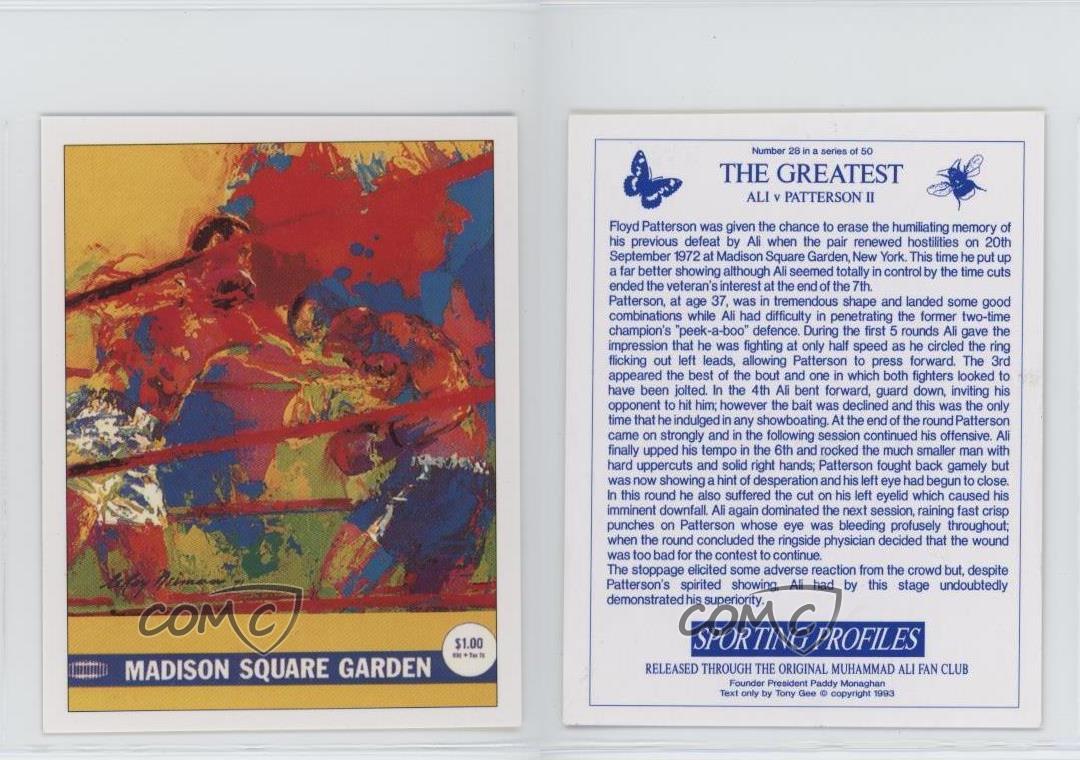 LeRoy Neiman
COMC
$1.00
MADISON SQUARE GARDEN
Number 28 in a series of 50
THE GREATEST
ALI v PATTERSON II
Floyd Patterson was given the chance to erase the humiliating memory of
his previous defeat by Ali when the pair renewed hostilities on 20th
September 1972 at Madison Square Garden, New York. This time he put up
a far better showing although Ali seemed totally in control by the time cuts
ended the veteran's interest at the end of the 7th.
Patterson, at age 37, was in tremendous shape and landed some good
combinations while Ali had difficulty in penetrating the former two-time
champion's "peek-a-boo" defence. During the first 5 rounds Ali gave the
impression that he was fighting at only half speed as he circled the ring
flicking out left leads, allowing Patterson to press forward. The 3rd
appeared the best of the bout and one in which both fighters looked to
have been jolted. In the 4th Ali bent forward, guard down, inviting his
opponent to hit him; however the bait was declined and this was the only
time that he indulged in any showboating. At the end of the round Patterson
came on strongly and in the following session continued his offensive. Ali
finally upped his tempo in the 6th and rocked the much smaller man with
hard uppercuts and solid right hands; Patterson fought back gamely but
was now showing a hint of desperation and his left eye had begun to close.
In this round he also suffered the cut on his left eyelid which caused his
imminent downfall. Ali again dominated the next session, raining fast crisp
punches on Patterson whose eye was bleeding profusely throughout;
when the round concluded the ringside physician decided that the wound
was too bad for the contest to continue.
The stoppage elicited some adverse reaction from the crowd but, despite
Patterson's spirited showing, Ali had by this stage undoubtedly
demonstrated his superiority.
COMC
SPORTING PROFILES
RELEASED THROUGH THE ORIGINAL MUHAMMAD ALI FAN CLUB
Founder President Paddy Monaghan
Text only by Tony Gee © copyright 1993